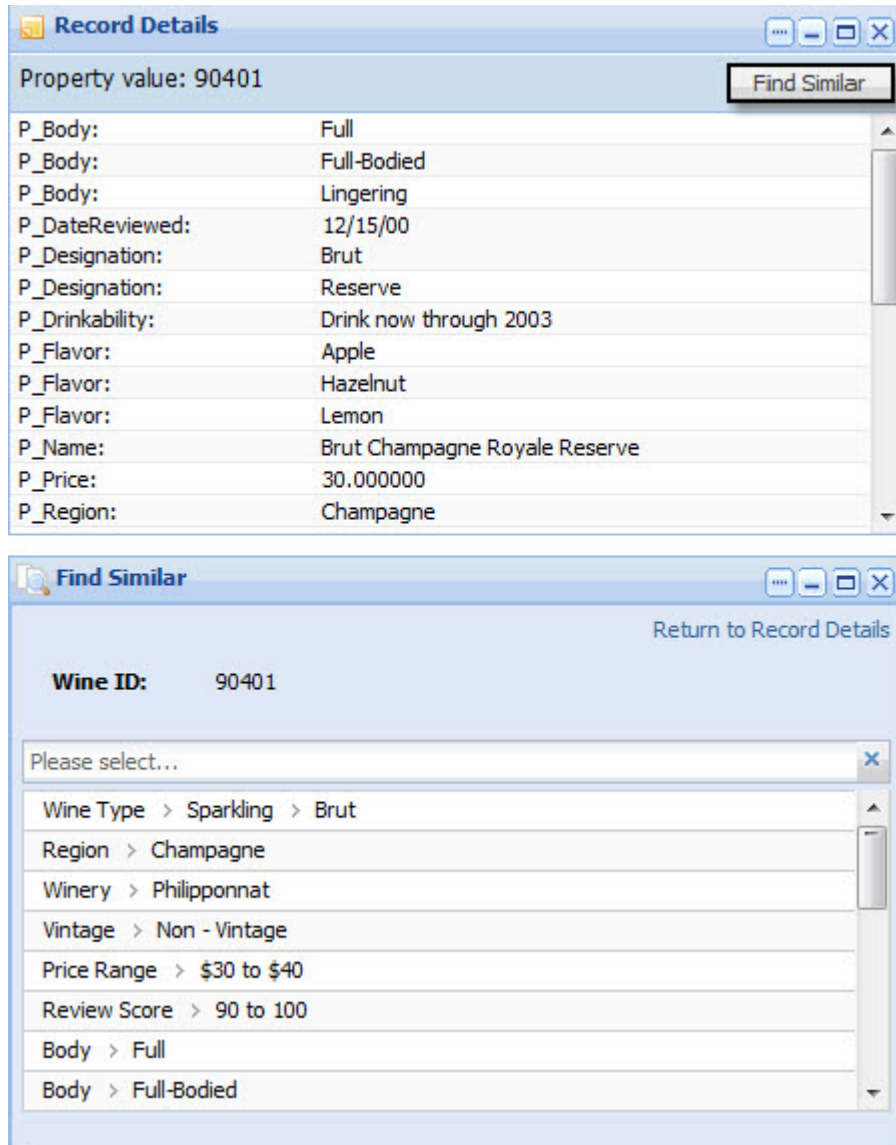 Record Details
Property value: 90401 Find Similar
P_Body: Full
P_Body: Full-Bodied
P_Body: Lingering
P_DateReviewed: 12/15/00
P_Designation: Brut
P_Designation: Reserve
P_Drinkability: Drink now through 2003
P_Flavor: Apple
P_Flavor: Hazelnut
P_Flavor: Lemon
P_Name: Brut Champagne Royale Reserve
P_Price: 30.000000
P_Region: Champagne
Find Similar
Return to Record Details
Wine ID: 90401
Please select...
Wine Type > Sparkling > Brut
Region > Champagne
Winery > Philipponnat
Vintage > Non - Vintage
Price Range > $30 to $40
Review Score > 90 to 100
Body > Full
Body > Full-Bodied